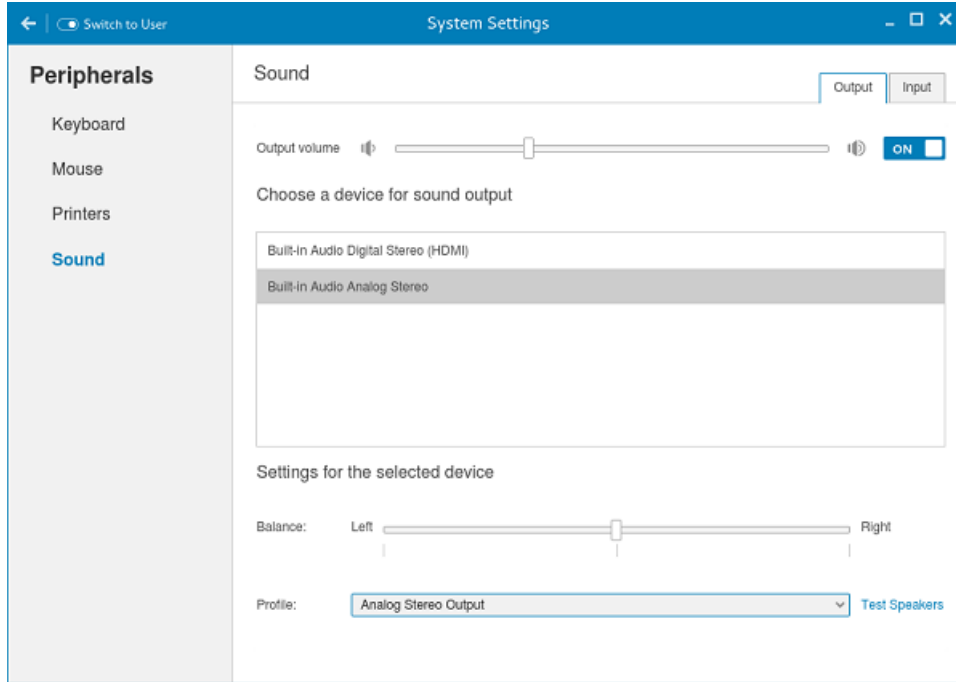 Switch to User
System Settings
Peripherals
Keyboard
Mouse
Printers
Sound
Sound
Output
Input
Output volume
ON
Choose a device for sound output
Built-in Audio Digital Stereo (HDMI)
Built-in Audio Analog Stereo
Settings for the selected device
Balance: Left Right
Profile: Analog Stereo Output Test Speakers